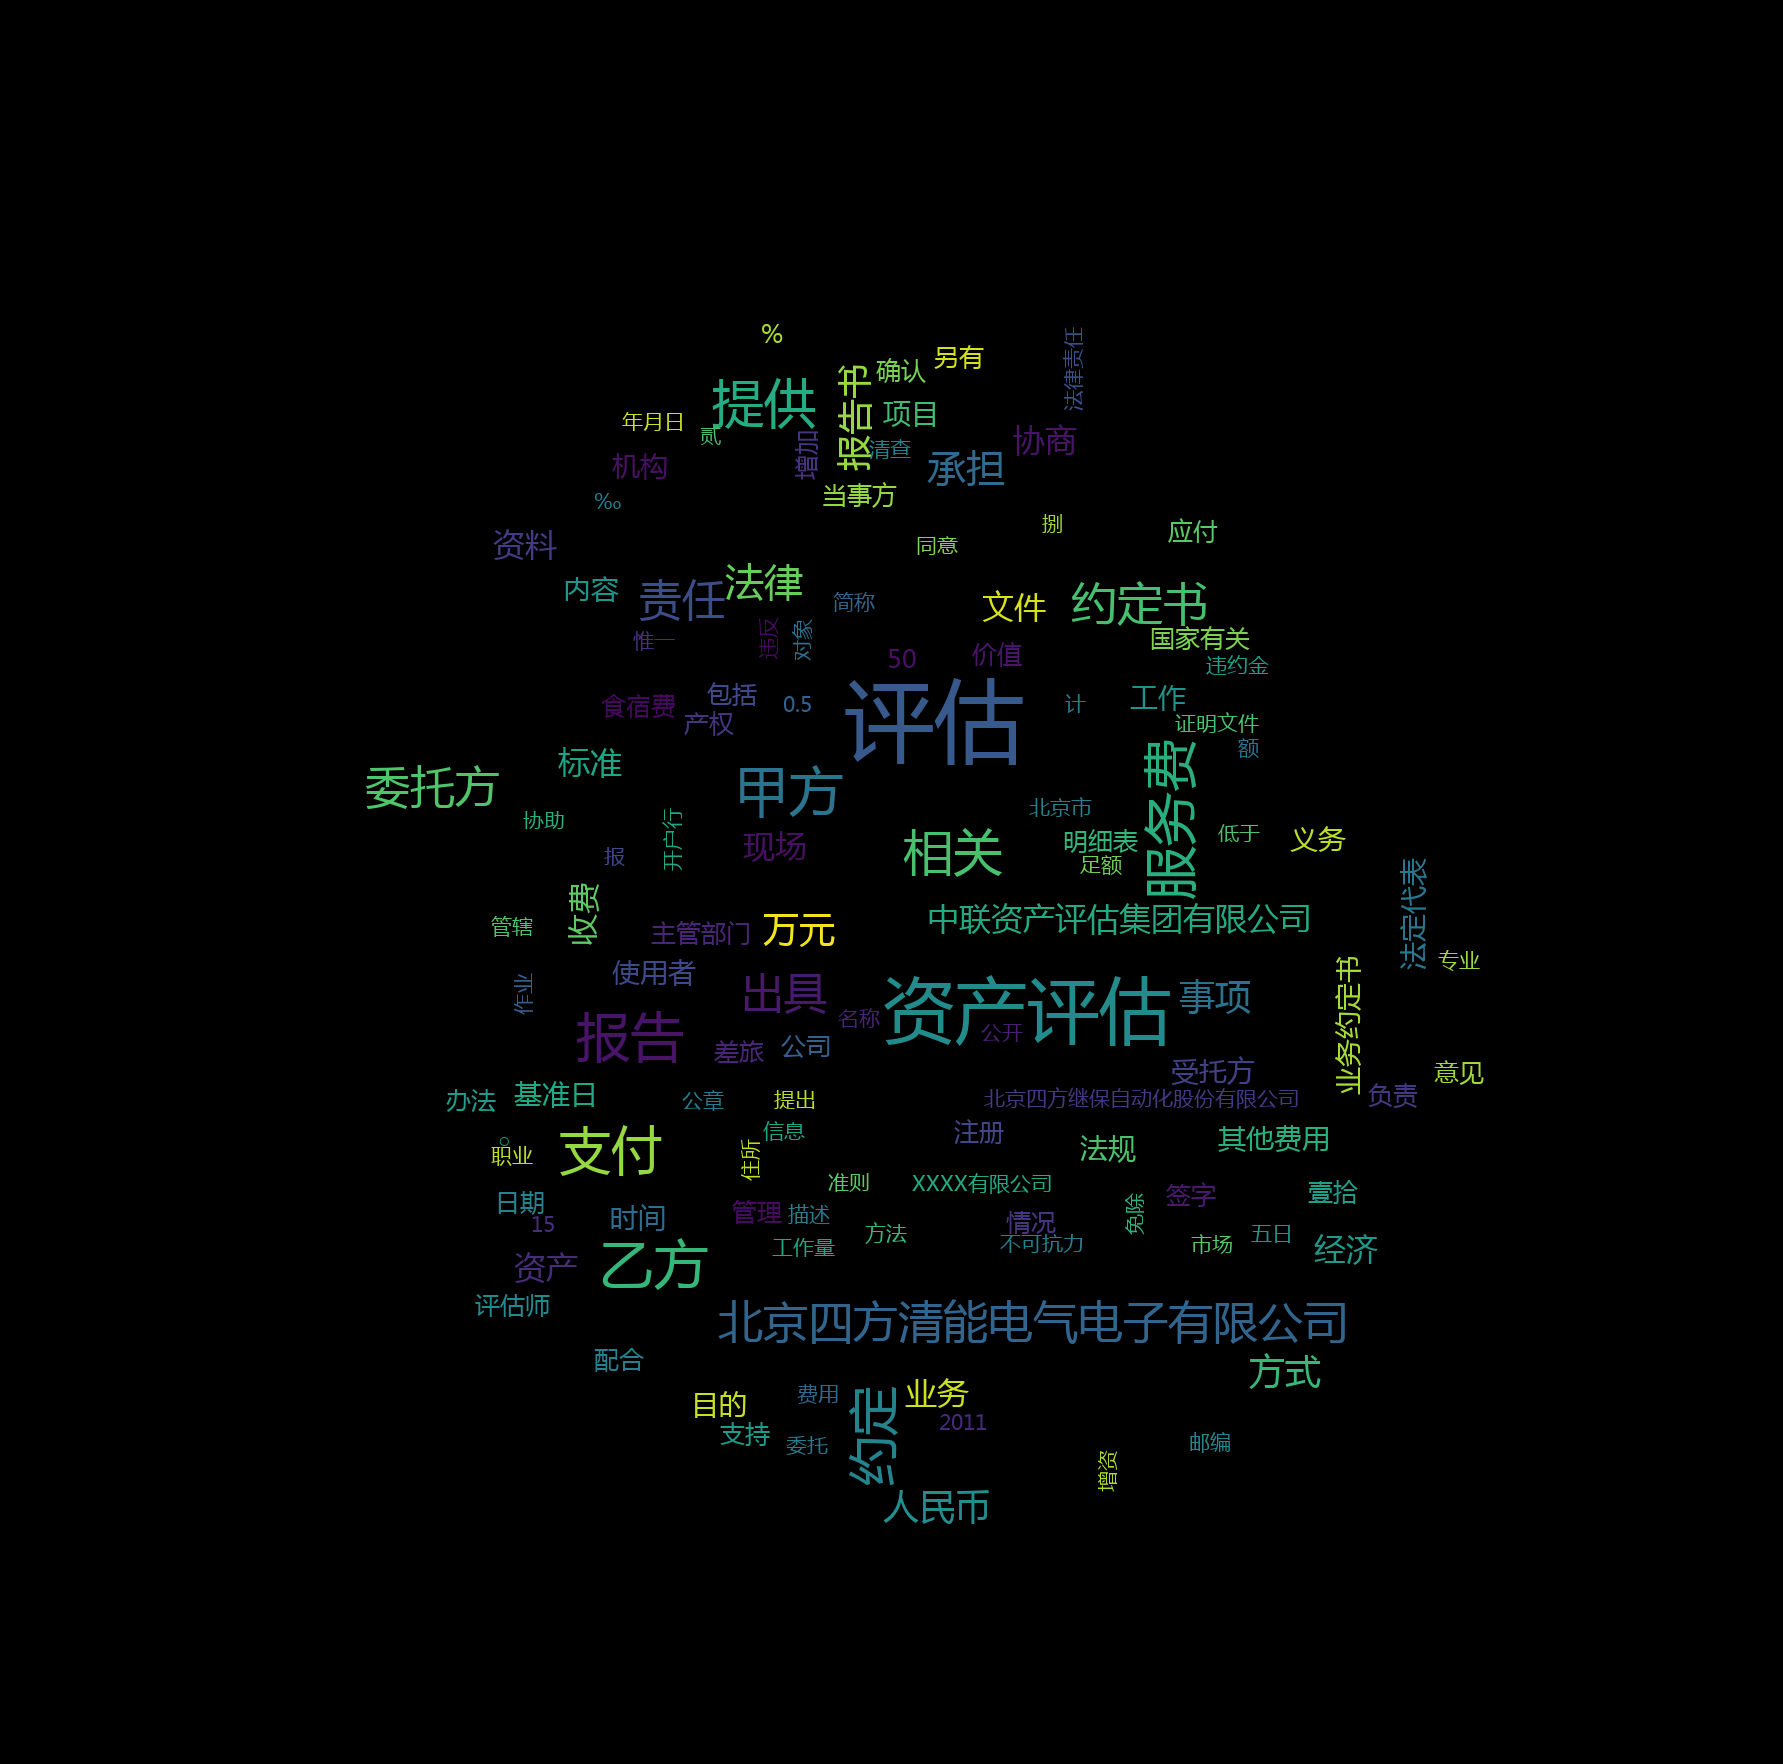 %
法律责任
另有
确认
提供
报告书
项目
年月日
贰
增加
清查
协商
机构
承担
当事方
‰
捌
应付
资料
同意
法律
责任
内容
简称
文件
约定书
国家有关
惟一
违反
对象
50
价值
违约金
包括
食宿费
0.5
评估
计
工作
产权
证明文件
额
服务费
标准
委托方
甲方
北京市
协助
开户行
低于
现场
相关
明细表
义务
报
足额
法定代表
收费
管辖
主管部门
万元
中联资产评估集团有限公司
专业
使用者
作业
出具
资产评估
事项
业务约定书
名称
公开
报告
差旅
公司
受托方
意见
办法
基准日
公章
提出
北京四方继保自动化股份有限公司
负责
信息
注册
。
职业
支付
住所
法规
其他费用
准则
XXXX有限公司
签字
壹拾
日期
15
时间
管理
描述
情况
免除
方法
工作量
不可抗力
市场
五日
经济
资产
乙方
评估师
北京四方清能电气电子有限公司
配合
方式
目的
费用
约定
业务
支持
委托
2011
邮编
增资
人民币